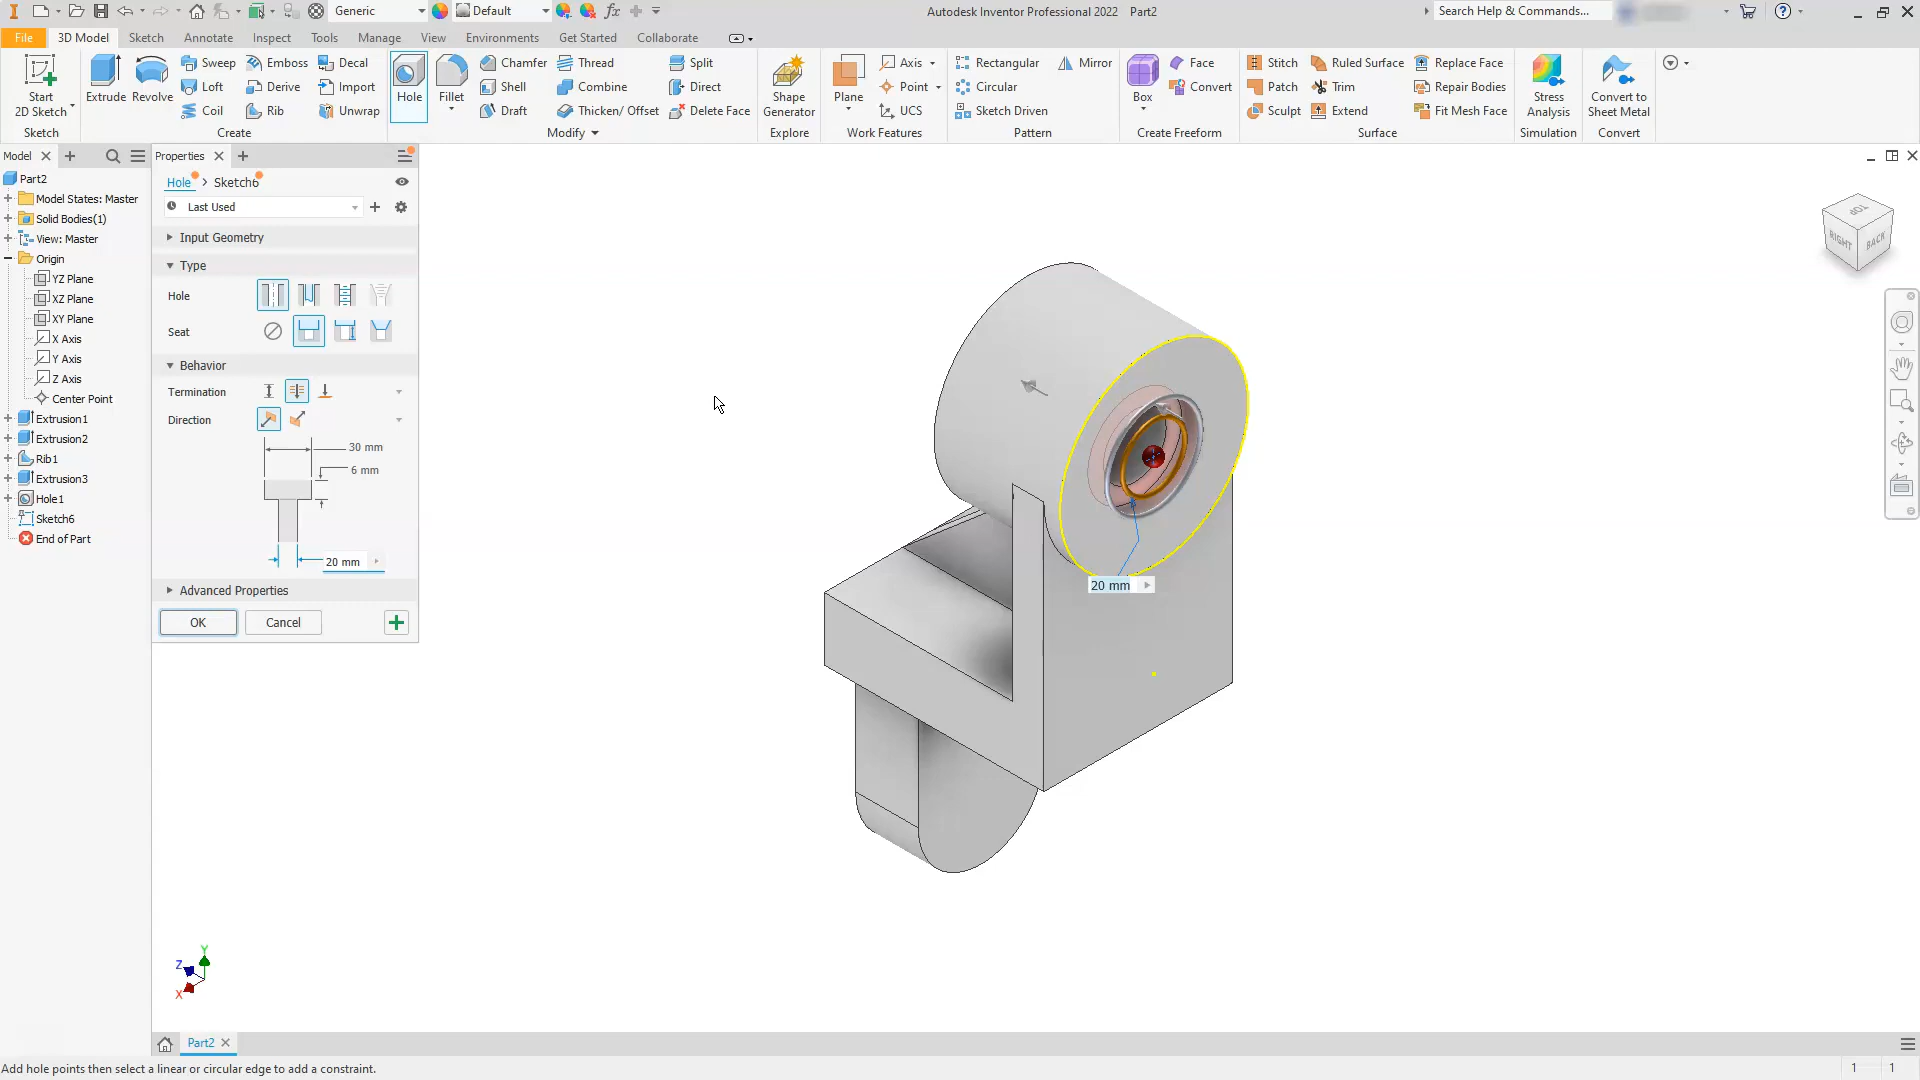 Generic
Default
Autodesk Inventor Professional 2022 Part2
Search Help & Commands...
File
3D Model
Sketch
Annotate
Inspect
Tools
Manage
View
Environments
Get Started
Collaborate
Start
2D Sketch
Sketch
Extrude
Revolve
Sweep
Loft
Coil
Emboss
Derive
Rib
Decal
Import
Unwrap
Create
Hole
Fillet
Chamfer
Shell
Draft
Thread
Combine
Thicken/ Offset
Split
Direct
Delete Face
Modify
Shape
Generator
Explore
Plane
Axis
Point
UCS
Work Features
Rectangular
Mirror
Circular
Sketch Driven
Pattern
Box
Face
Convert
Create Freeform
Stitch
Patch
Sculpt
Ruled Surface
Trim
Extend
Replace Face
Repair Bodies
Fit Mesh Face
Surface
Stress
Analysis
Simulation
Convert to
Sheet Metal
Convert
Model
Part2
Model States: Master
Solid Bodies(1)
View: Master
Origin
YZ Plane
XZ Plane
XY Plane
X Axis
Y Axis
Z Axis
Center Point
Extrusion1
Extrusion2
Rib1
Extrusion3
Hole1
Sketch6
End of Part
Properties
Hole > Sketch6
Last Used
Input Geometry
Type
Hole
Seat
Behavior
Termination
Direction
30 mm
6 mm
20 mm
Advanced Properties
OK
Cancel
20 mm
TOP
RIGHT
BACK
Y
Z
X
Part2
Add hole points then select a linear or circular edge to add a constraint.
1 1